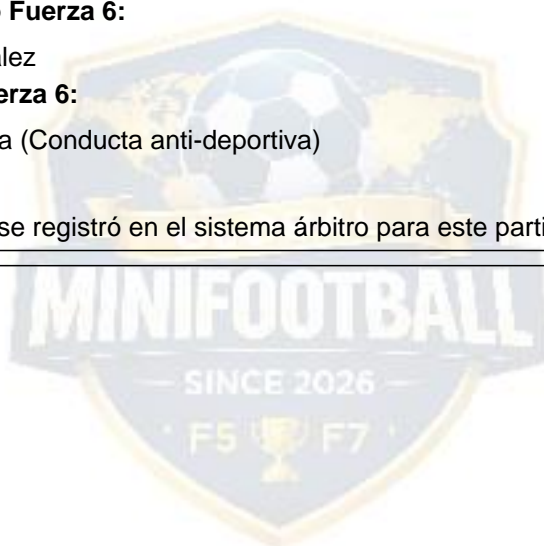 Fuerza 6:
lez
erza 6:
a (Conducta anti-deportiva)
se registró en el sistema árbitro para este parti
MINIFOOTBALL
SINCE 2026
F5 F7